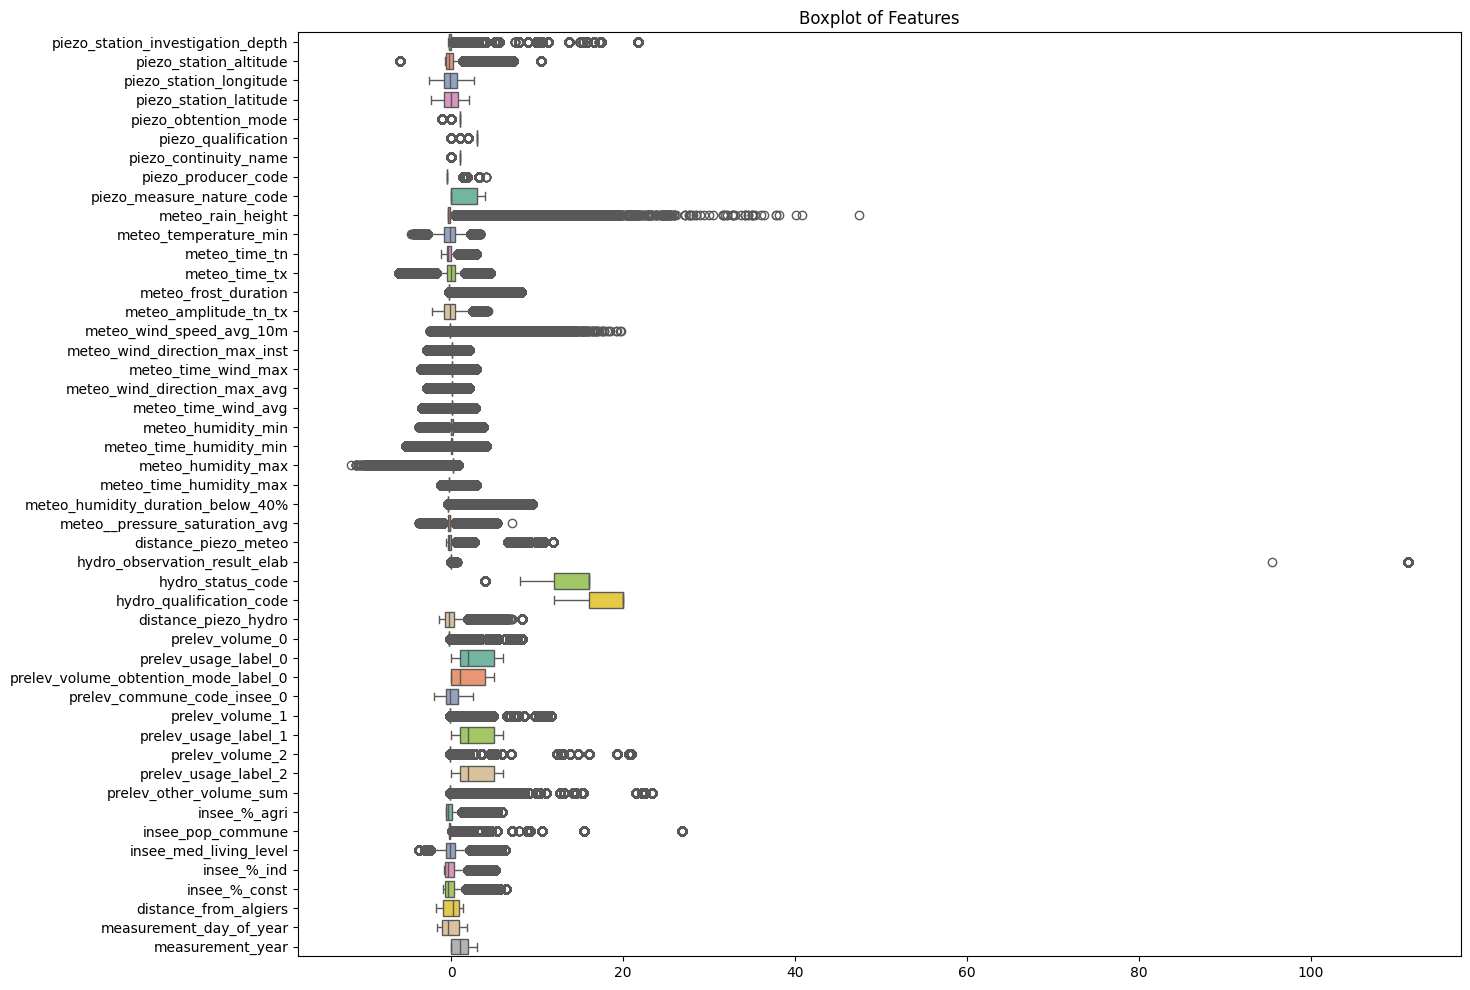 Boxplot of Features
piezo_station_investigation_depth
piezo_station_altitude
piezo_station_longitude
piezo_station_latitude
piezo_obtention_mode
piezo_qualification
piezo_continuity_name
piezo_producer_code
piezo_measure_nature_code
meteo_rain_height
meteo_temperature_min
meteo_time_tn
meteo_time_tx
meteo_frost_duration
meteo_amplitude_tn_tx
meteo_wind_speed_avg_10m
meteo_wind_direction_max_inst
meteo_time_wind_max
meteo_wind_direction_max_avg
meteo_time_wind_avg
meteo_humidity_min
meteo_time_humidity_min
meteo_humidity_max
meteo_time_humidity_max
meteo_humidity_duration_below_40%
meteo__pressure_saturation_avg
distance_piezo_meteo
hydro_observation_result_elab
hydro_status_code
hydro_qualification_code
distance_piezo_hydro
prelev_volume_0
prelev_usage_label_0
prelev_volume_obtention_mode_label_0
prelev_commune_code_insee_0
prelev_volume_1
prelev_usage_label_1
prelev_volume_2
prelev_usage_label_2
prelev_other_volume_sum
insee_%_agri
insee_pop_commune
insee_med_living_level
insee_%_ind
insee_%_const
distance_from_algiers
measurement_day_of_year
measurement_year
0 20 40 60 80 100